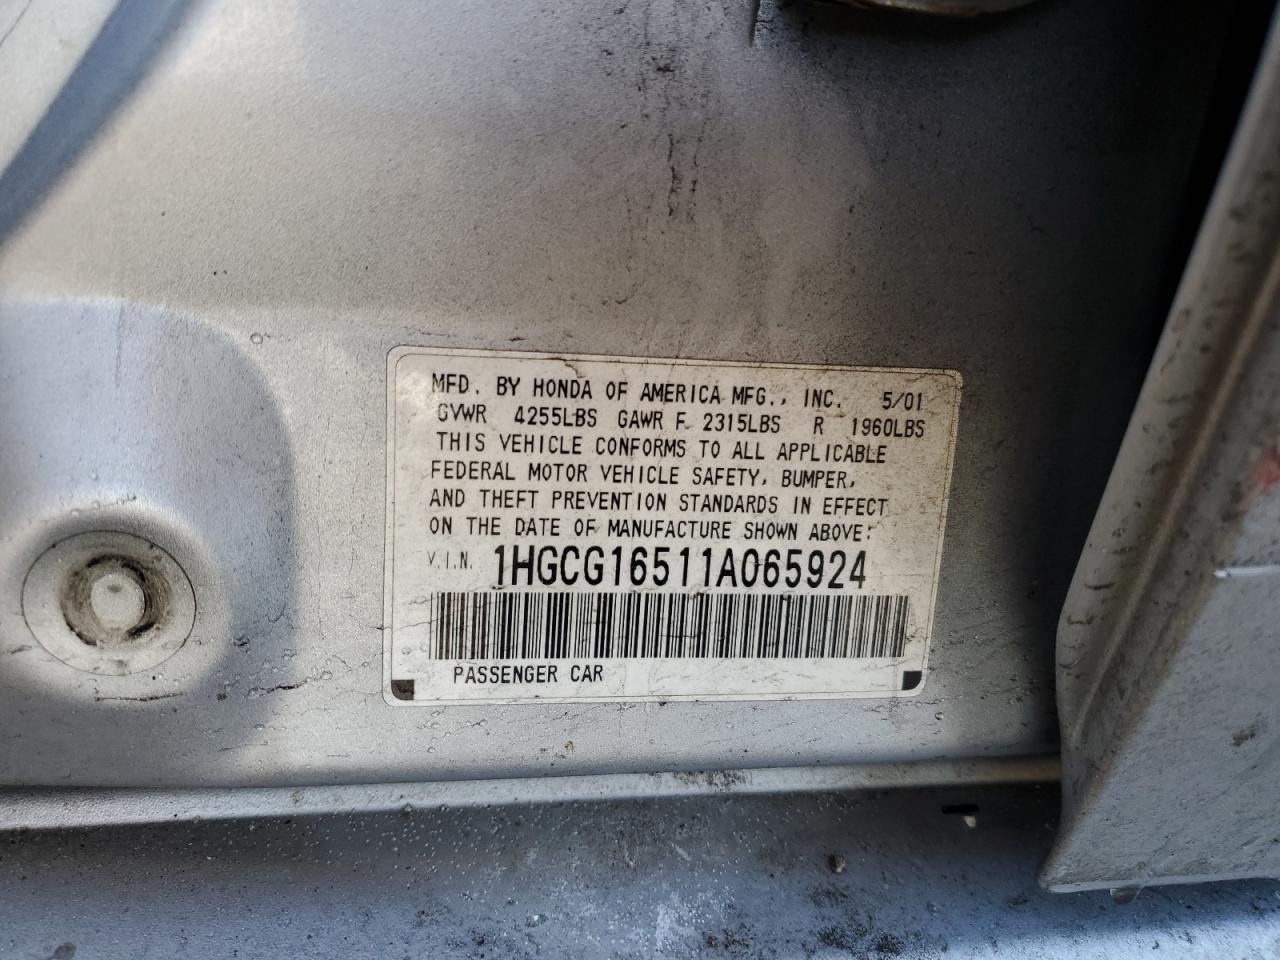 MFD. BY HONDA OF AMERICA MFG., INC. 5/01
GVWR 4255LBS GAWR F 2315LBS R 1960LBS
THIS VEHICLE CONFORMS TO ALL APPLICABLE
FEDERAL MOTOR VEHICLE SAFETY, BUMPER,
AND THEFT PREVENTION STANDARDS IN EFFECT
ON THE DATE OF MANUFACTURE SHOWN ABOVE:
V.I.N. 1HGCG16511A065924
PASSENGER CAR